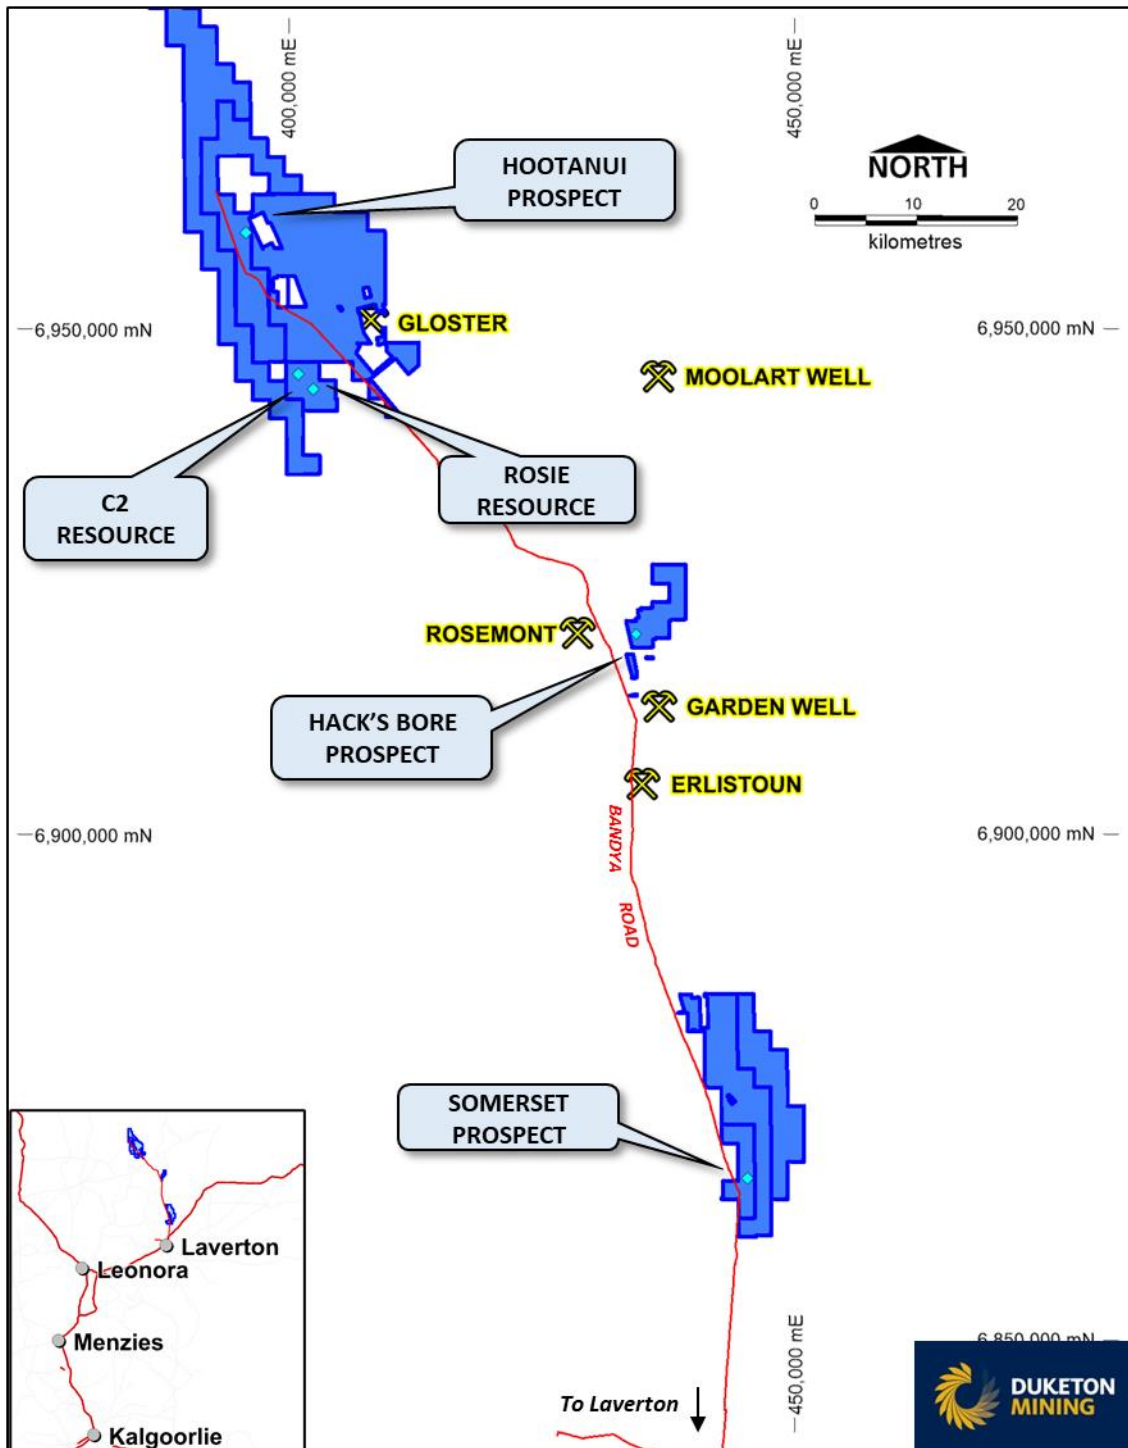 400,000 mE
450,000 mE
HOOTANUI
PROSPECT
NORTH
0 10 20
kilometres
6,950,000 mN
GLOSTER
6,950,000 mN
MOOLART WELL
C2
RESOURCE
ROSIE
RESOURCE
ROSEMONT
HACK'S BORE
PROSPECT
GARDEN WELL
ERLISTOUN
BANDYA
ROAD
6,900,000 mN
6,900,000 mN
SOMERSET
PROSPECT
Laverton
Leonora
Menzies
Kalgoorlie
To Laverton
450,000 mE
6,850,000 mN
DUKETON
MINING